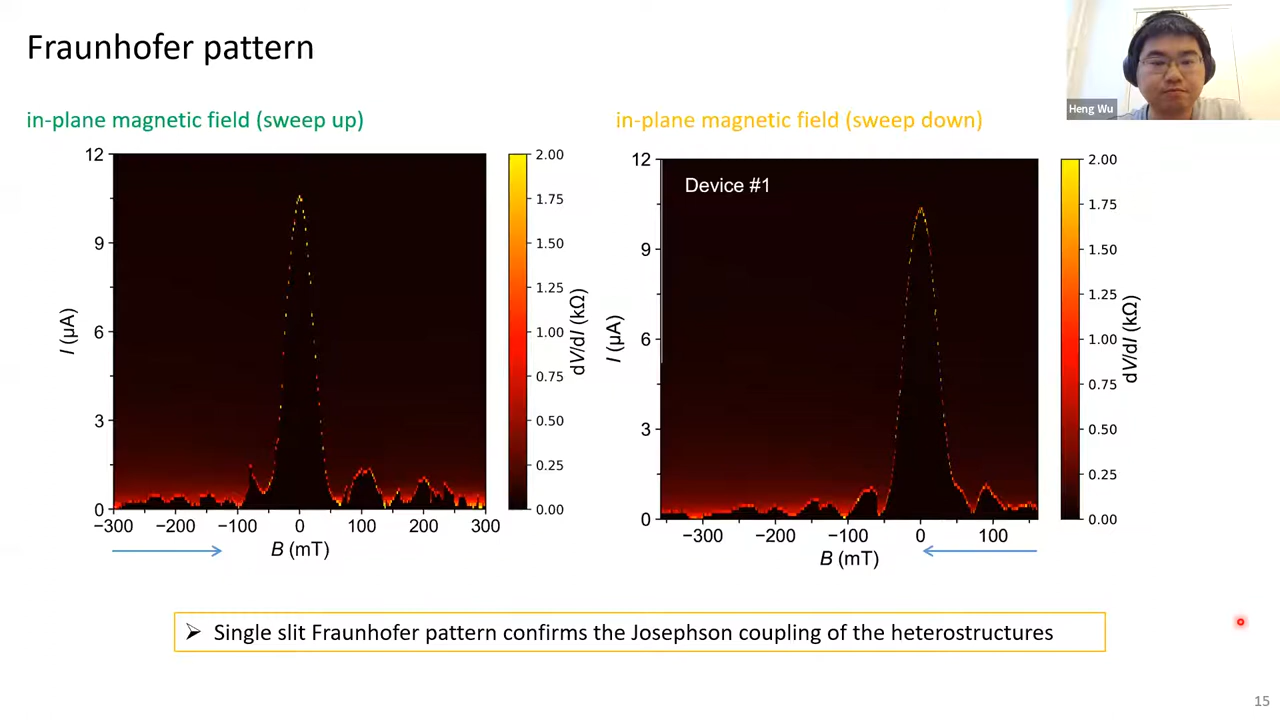 Fraunhofer pattern
Heng Wu
in-plane magnetic field (sweep up)
12
9
6
3
0
I (µA)
−300 −200 −100 0 100 200 300
B (mT)
2.00
1.75
1.50
1.25
1.00
0.75
0.50
0.25
0.00
dV/dI (kΩ)
in-plane magnetic field (sweep down)
Device #1
12
9
6
3
0
I (µA)
−300 −200 −100 0 100
B (mT)
2.00
1.75
1.50
1.25
1.00
0.75
0.50
0.25
0.00
dV/dI (kΩ)
➢ Single slit Fraunhofer pattern confirms the Josephson coupling of the heterostructures
15